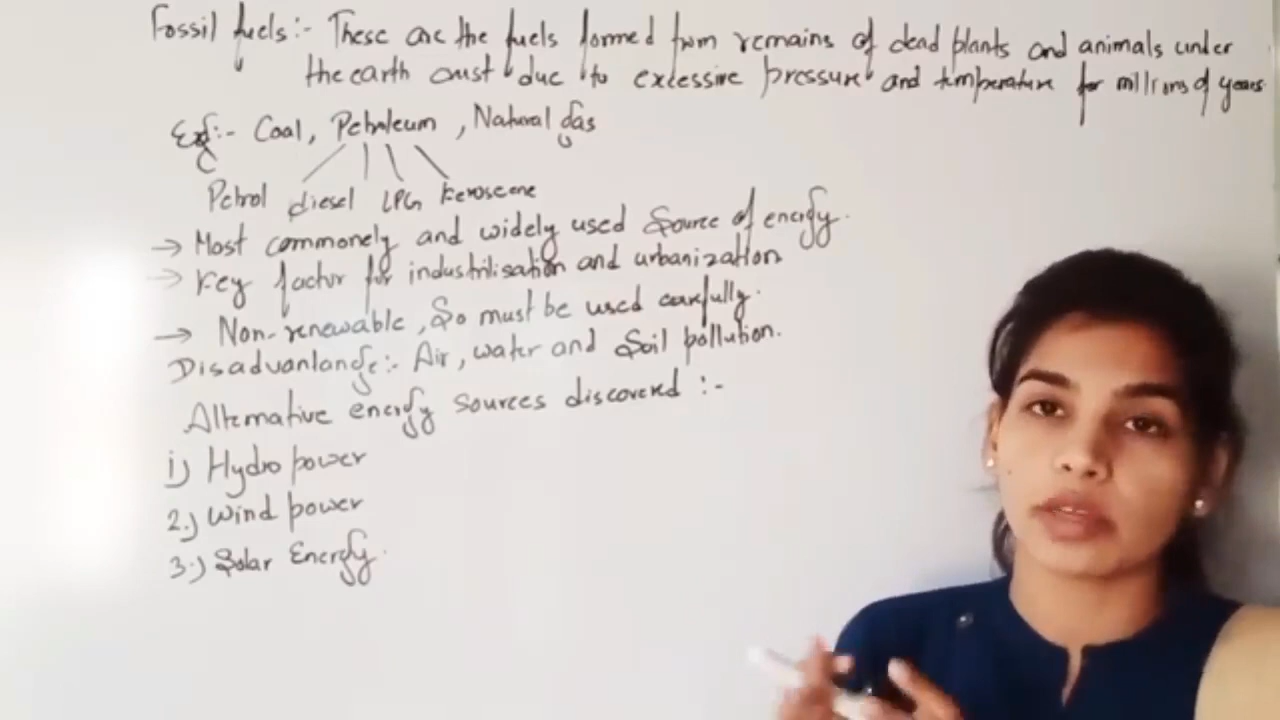 Fossil fuels:- These are the fuels formed from remains of dead plants and animals under
the earth crust due to excessive pressure and temperature for millions of years.
Eg:- Coal, Petroleum, Natural gas
Petrol diesel LPG Keroscene
→ Most commonely and widely used Source of energy.
→ Key factor for industrilisation and urbanization
→ Non-renewable, So must be used carefully.
Disadvantange:- Air, water and Soil pollution.
Alternative energy sources discovered :-
1) Hydro power
2.) Wind power
3.) Solar Energy.